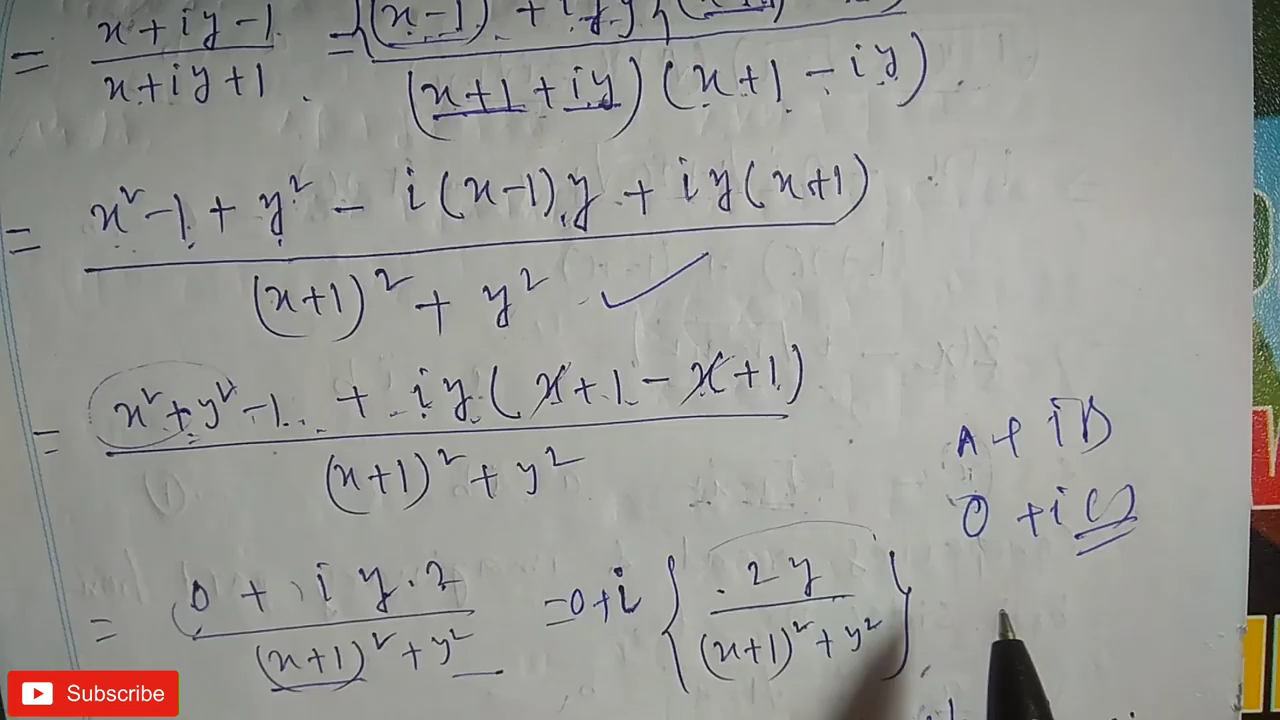 = (x+iy-1)/(x+iy+1) = {(x-1) + iy}{ / (x+1+iy)(x+1-iy)
= (x²-1+y² - i(x-1)y + iy(x+1)) / ((x+1)² + y²) ✓
= (x²+y²-1 + iy(x+1-x+1)) / ((x+1)² + y²)
A + iB
0 + i()
= (0 + iy.2) / ((x+1)² + y²) = 0+i { 2y / ((x+1)² + y²) }
Subscribe